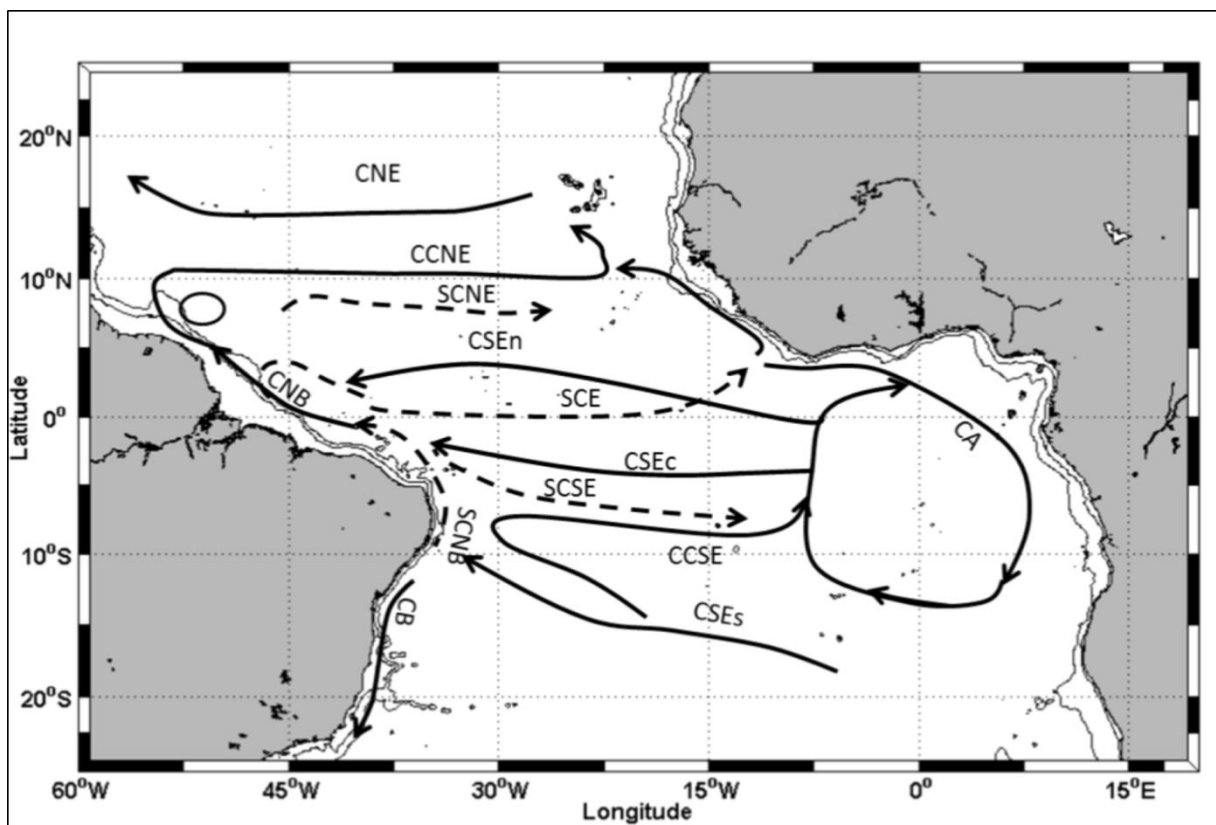 20°N
CNE
CCNE
10°N
SCNE
CSEn
CNB
SCE
0°
CA
CSEc
SCSE
SCNB
10°S
CCSE
CB
CSEs
20°S
60°W 45°W 30°W 15°W 0° 15°E
Longitude
Latitude